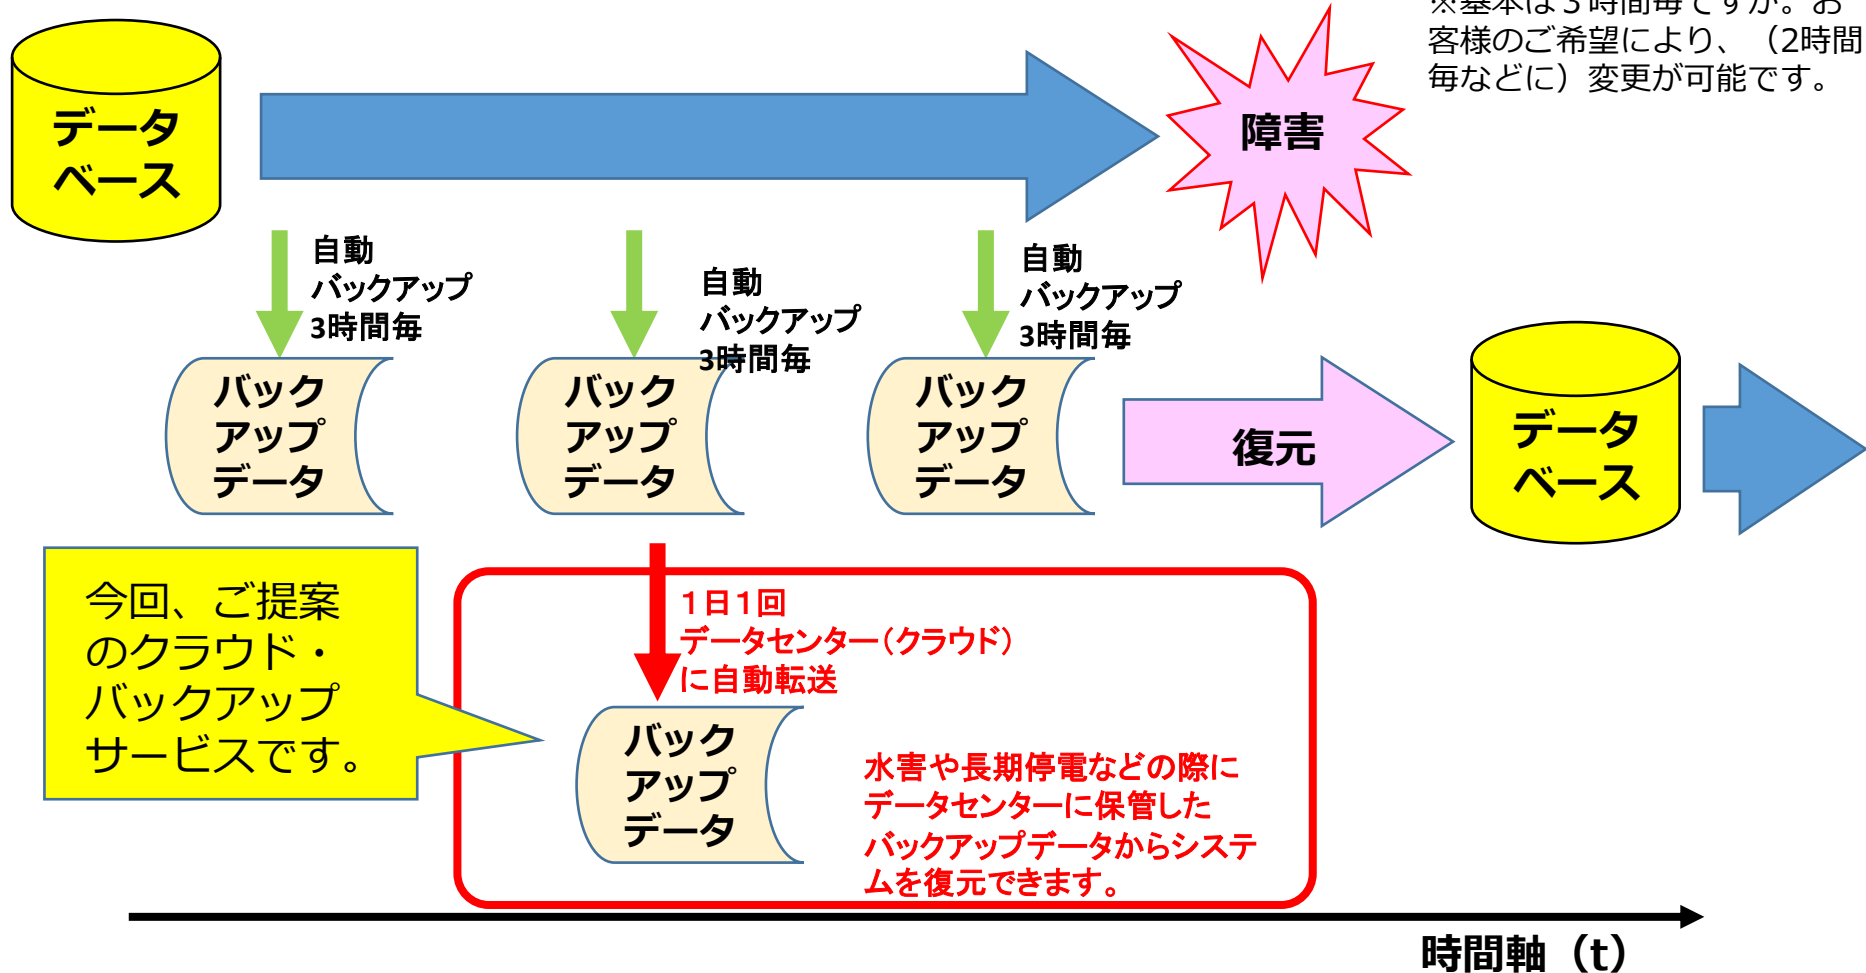 ※基本は３時間毎ですが。お
客様のご希望により、（2時間
毎などに）変更が可能です。
データ
ベース
障害
自動
バックアップ
3時間毎
自動
バックアップ
3時間毎
自動
バックアップ
3時間毎
バック
アップ
データ
バック
アップ
データ
バック
アップ
データ
復元
データ
ベース
今回、ご提案
のクラウド・
バックアップ
サービスです。
１日１回
データセンター（クラウド）
に自動転送
バック
アップ
データ
水害や長期停電などの際に
データセンターに保管した
バックアップデータからシステ
ムを復元できます。
時間軸（t）